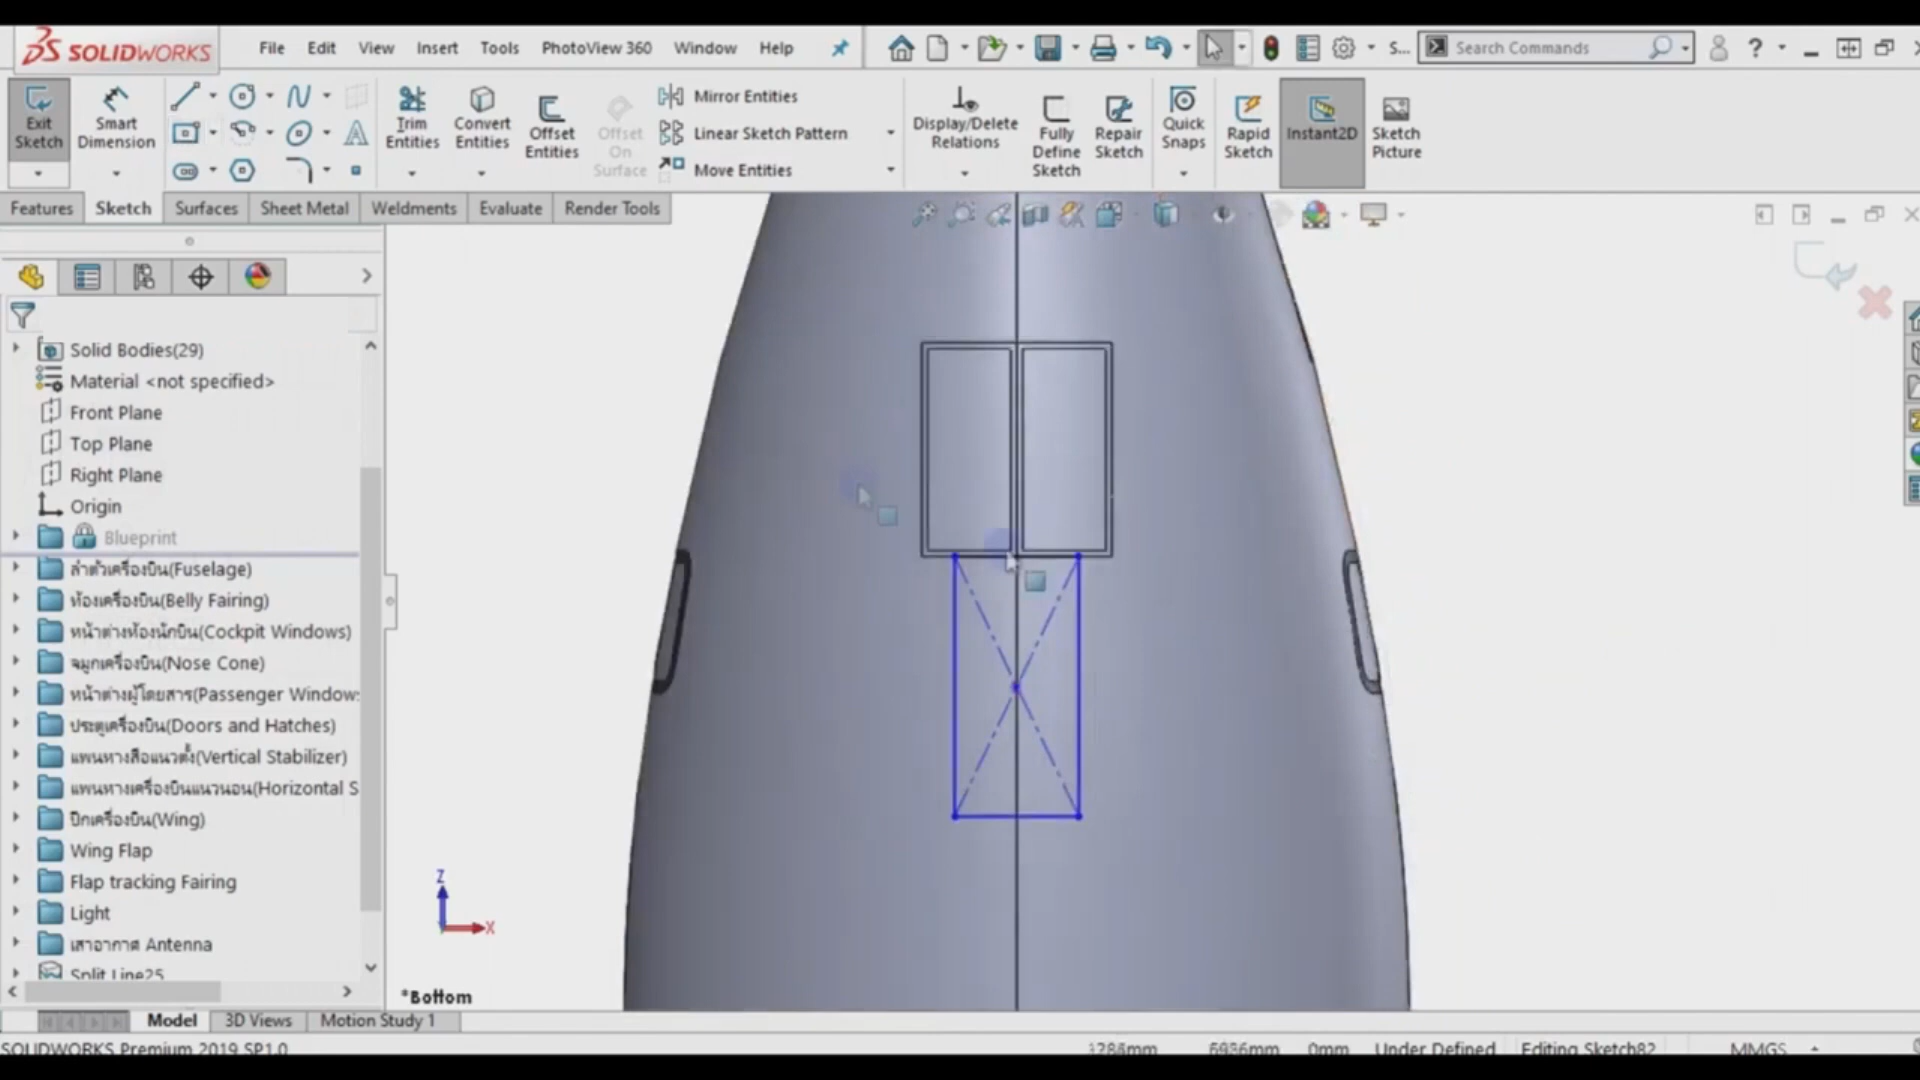 SOLIDWORKS
File Edit View Insert Tools PhotoView 360 Window Help
S...
Search Commands
?
Exit Sketch
Smart Dimension
Trim Entities
Convert Entities
Offset Entities
Offset On Surface
Mirror Entities
Linear Sketch Pattern
Move Entities
Display/Delete Relations
Fully Define Sketch
Repair Sketch
Quick Snaps
Rapid Sketch
Instant2D
Sketch Picture
Features Sketch Surfaces Sheet Metal Weldments Evaluate Render Tools
Solid Bodies(29)
Material <not specified>
Front Plane
Top Plane
Right Plane
Origin
Blueprint
ลำตัวเครื่องบิน(Fuselage)
ท้องเครื่องบิน(Belly Fairing)
หน้าต่างห้องนักบิน(Cockpit Windows)
จมูกเครื่องบิน(Nose Cone)
หน้าต่างผู้โดยสาร(Passenger Windows
ประตูเครื่องบิน(Doors and Hatches)
แพนหางสือแนวตั้ง(Vertical Stabilizer)
แพนหางเครื่องบินแนวนอน(Horizontal S
ปีกเครื่องบิน(Wing)
Wing Flap
Flap tracking Fairing
Light
เสาอากาศ Antenna
Split Line25
Z
X
*Bottom
Model 3D Views Motion Study 1
SOLIDWORKS Premium 2019 SP1.0
6936mm 0mm Under Defined Editing Sketch82 MMGS